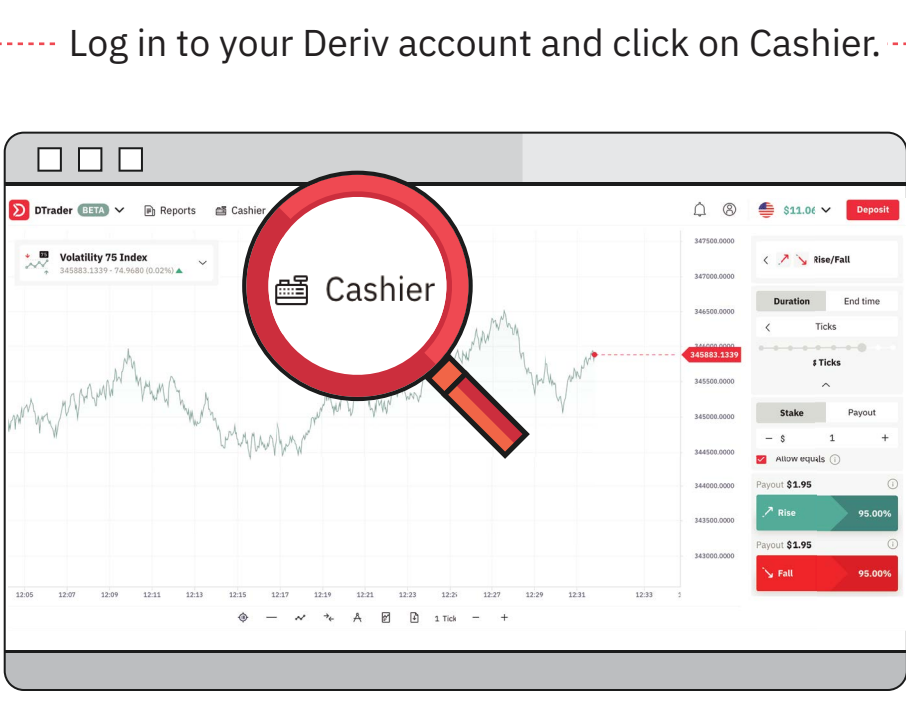 Log in to your Deriv account and click on Cashier.
DTrader BETA Reports Cashier $11.06 Deposit
Volatility 75 Index
345883.1339 - 74.9680 (0.02%)
75
Cashier
347500.0000
347000.0000
346500.0000
346000.0000
345883.1339
345500.0000
345000.0000
344500.0000
344000.0000
343500.0000
343000.0000
Rise/Fall
Duration End time
Ticks
Ticks
Stake Payout
− $ 1 +
Allow equals
Payout $1.95
Rise 95.00%
Payout $1.95
Fall 95.00%
12:05 12:07 12:09 12:11 12:13 12:15 12:17 12:19 12:21 12:23 12:27 12:29 12:31 12:33
1 Tick − +